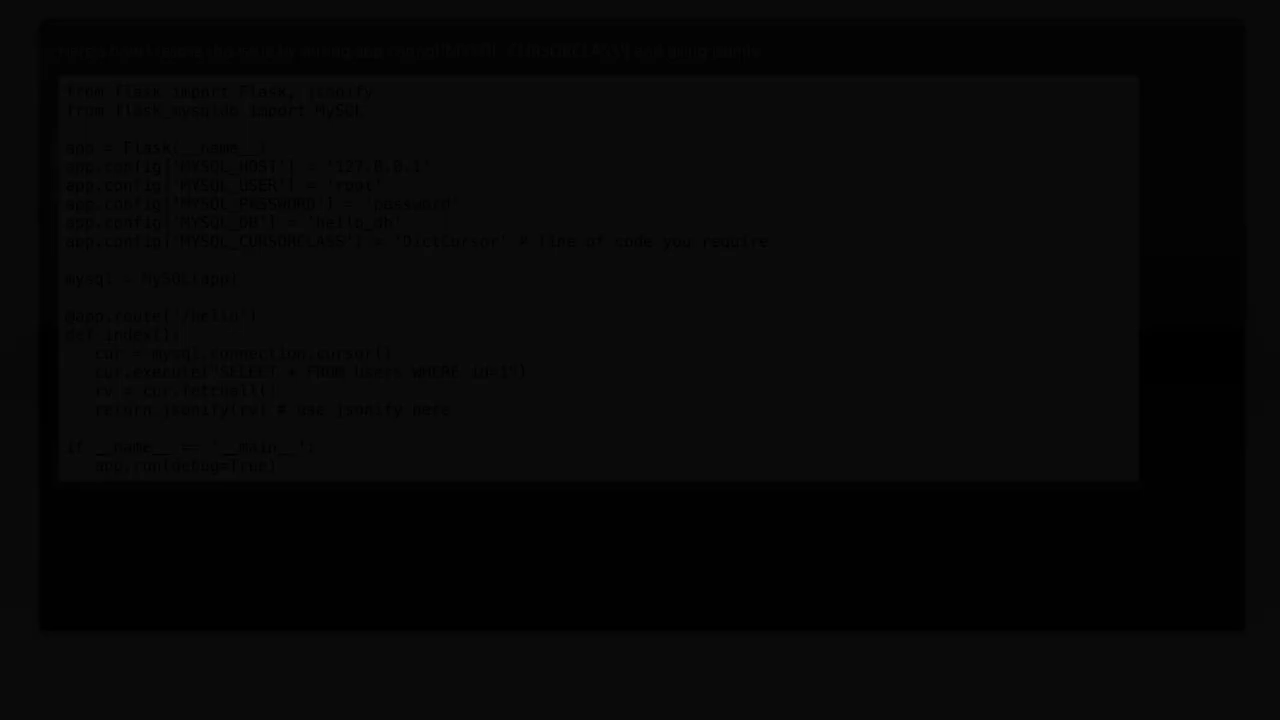 from flask import Flask, jsonify
from flask_mysqldb import MySQL
app = Flask(__name__)
app.config['MYSQL_HOST'] = '127.0.0.1'
app.config['MYSQL_USER'] = 'root'
app.config['MYSQL_PASSWORD'] = 'password'
app.config['MYSQL_DB'] = 'hello_db'
app.config['MYSQL_CURSORCLASS'] = 'DictCursor' # line of code you require
mysql = MySQL(app)
@app.route('/hello')
def index():
cur = mysql.connection.cursor()
cur.execute("SELECT * FROM Users WHERE id=1")
rv = cur.fetchall()
return jsonify(rv) # use jsonify here
if __name__ == '__main__':
app.run(debug=True)